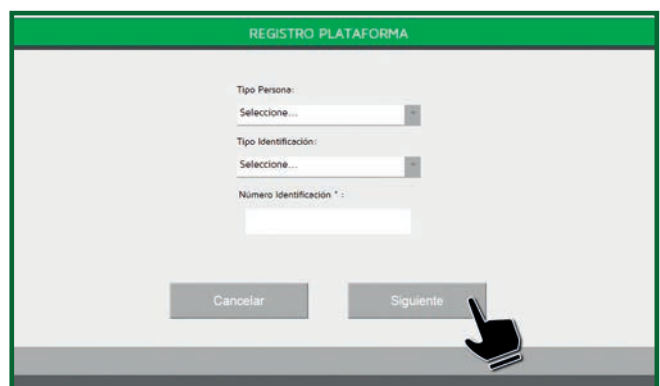 REGISTRO PLATAFORMA
Tipo Persona:
Seleccione...
Tipo Identificación:
Seleccione...
Número Identificación * :
Cancelar Siguiente